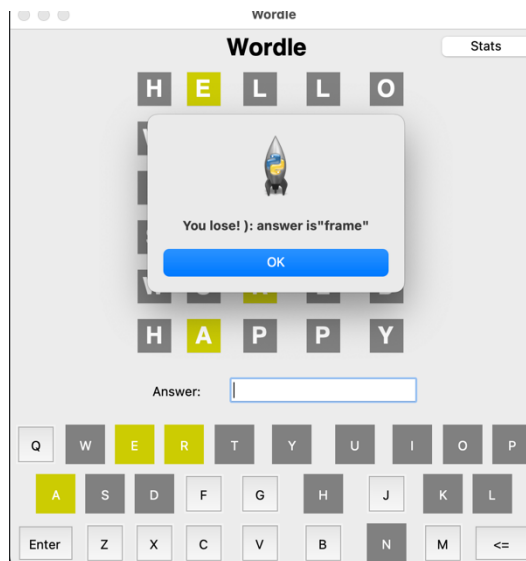 Wordle
Wordle
Stats
H E L L O
You lose! ): answer is"frame"
OK
H A P P Y
Answer:
Q W E R T Y U I O P
A S D F G H J K L
Enter Z X C V B N M <=